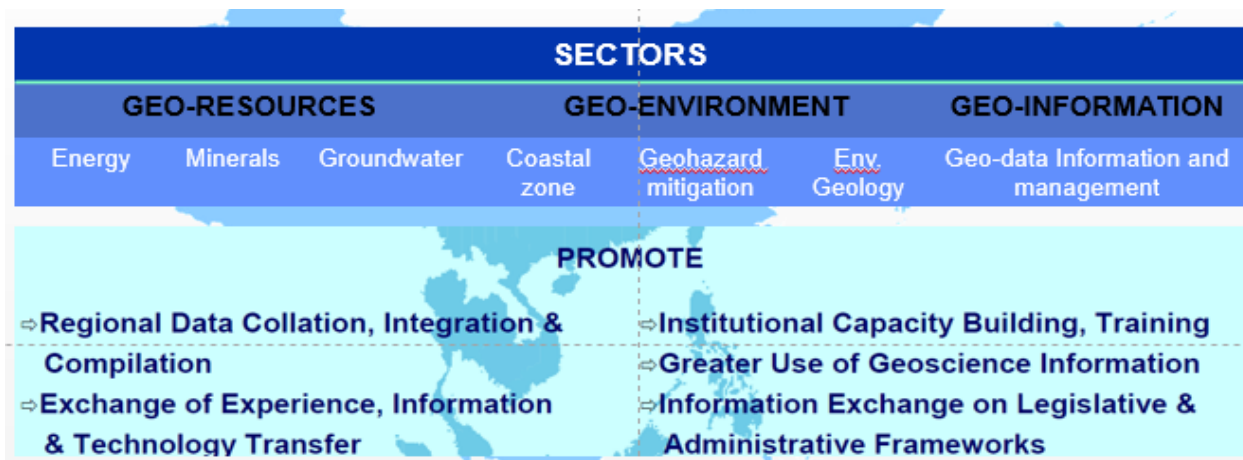 SECTORS
GEO-RESOURCES GEO-ENVIRONMENT GEO-INFORMATION
Energy Minerals Groundwater Coastal zone Geohazard mitigation Env. Geology Geo-data Information and management
PROMOTE
⇨Regional Data Collation, Integration &
Compilation
⇨Exchange of Experience, Information
& Technology Transfer
⇨Institutional Capacity Building, Training
⇨Greater Use of Geoscience Information
⇨Information Exchange on Legislative &
Administrative Frameworks